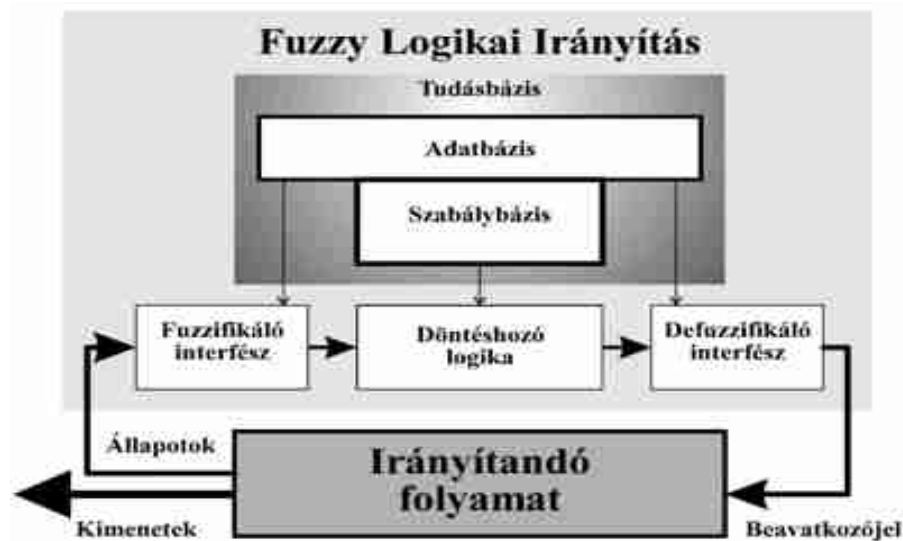 Fuzzy Logikai Irányítás
Tudásbázis
Adatbázis
Szabálybázis
Fuzzifikáló
interfész
Döntéshozó
logika
Defuzzifikáló
interfész
Állapotok
Irányítandó
folyamat
Kimenetek
Beavatkozójel